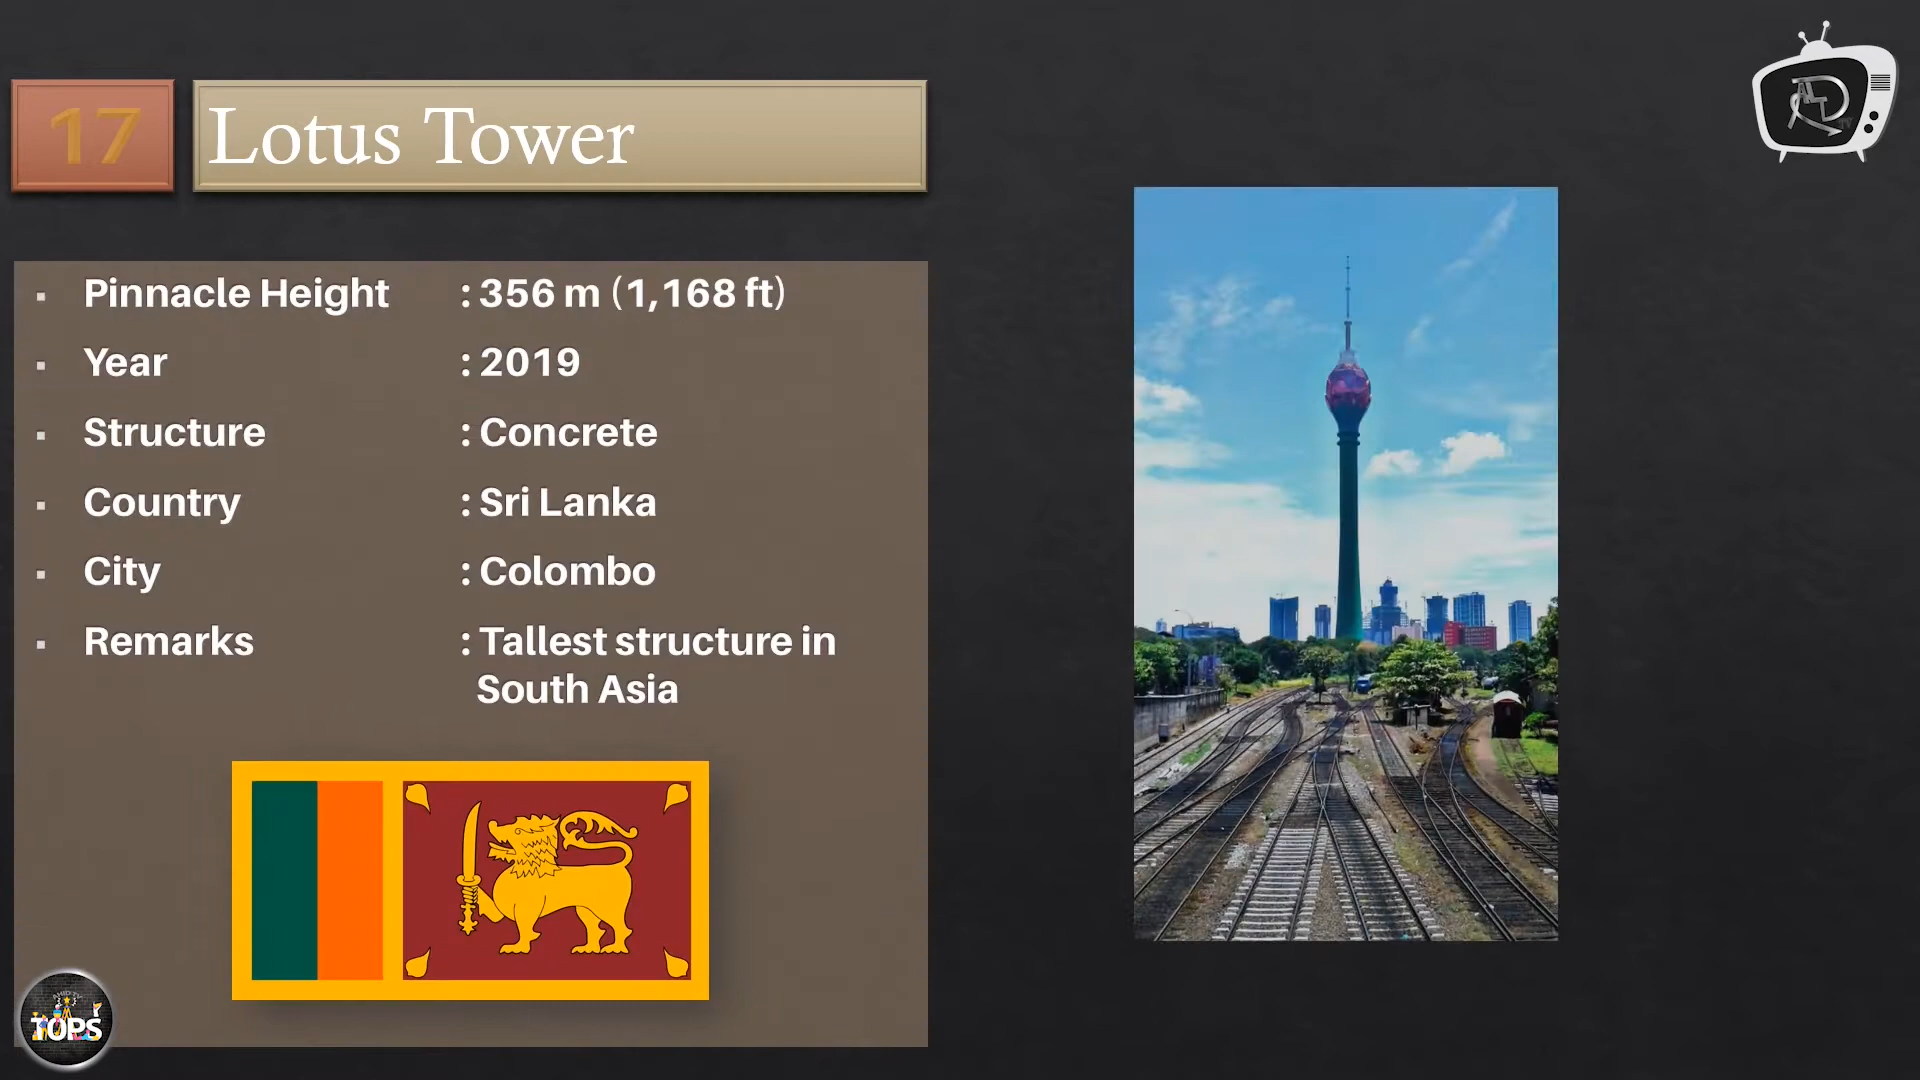 17
Lotus Tower
▪ Pinnacle Height : 356 m (1,168 ft)
▪ Year : 2019
▪ Structure : Concrete
▪ Country : Sri Lanka
▪ City : Colombo
▪ Remarks : Tallest structure in
South Asia
TOPS